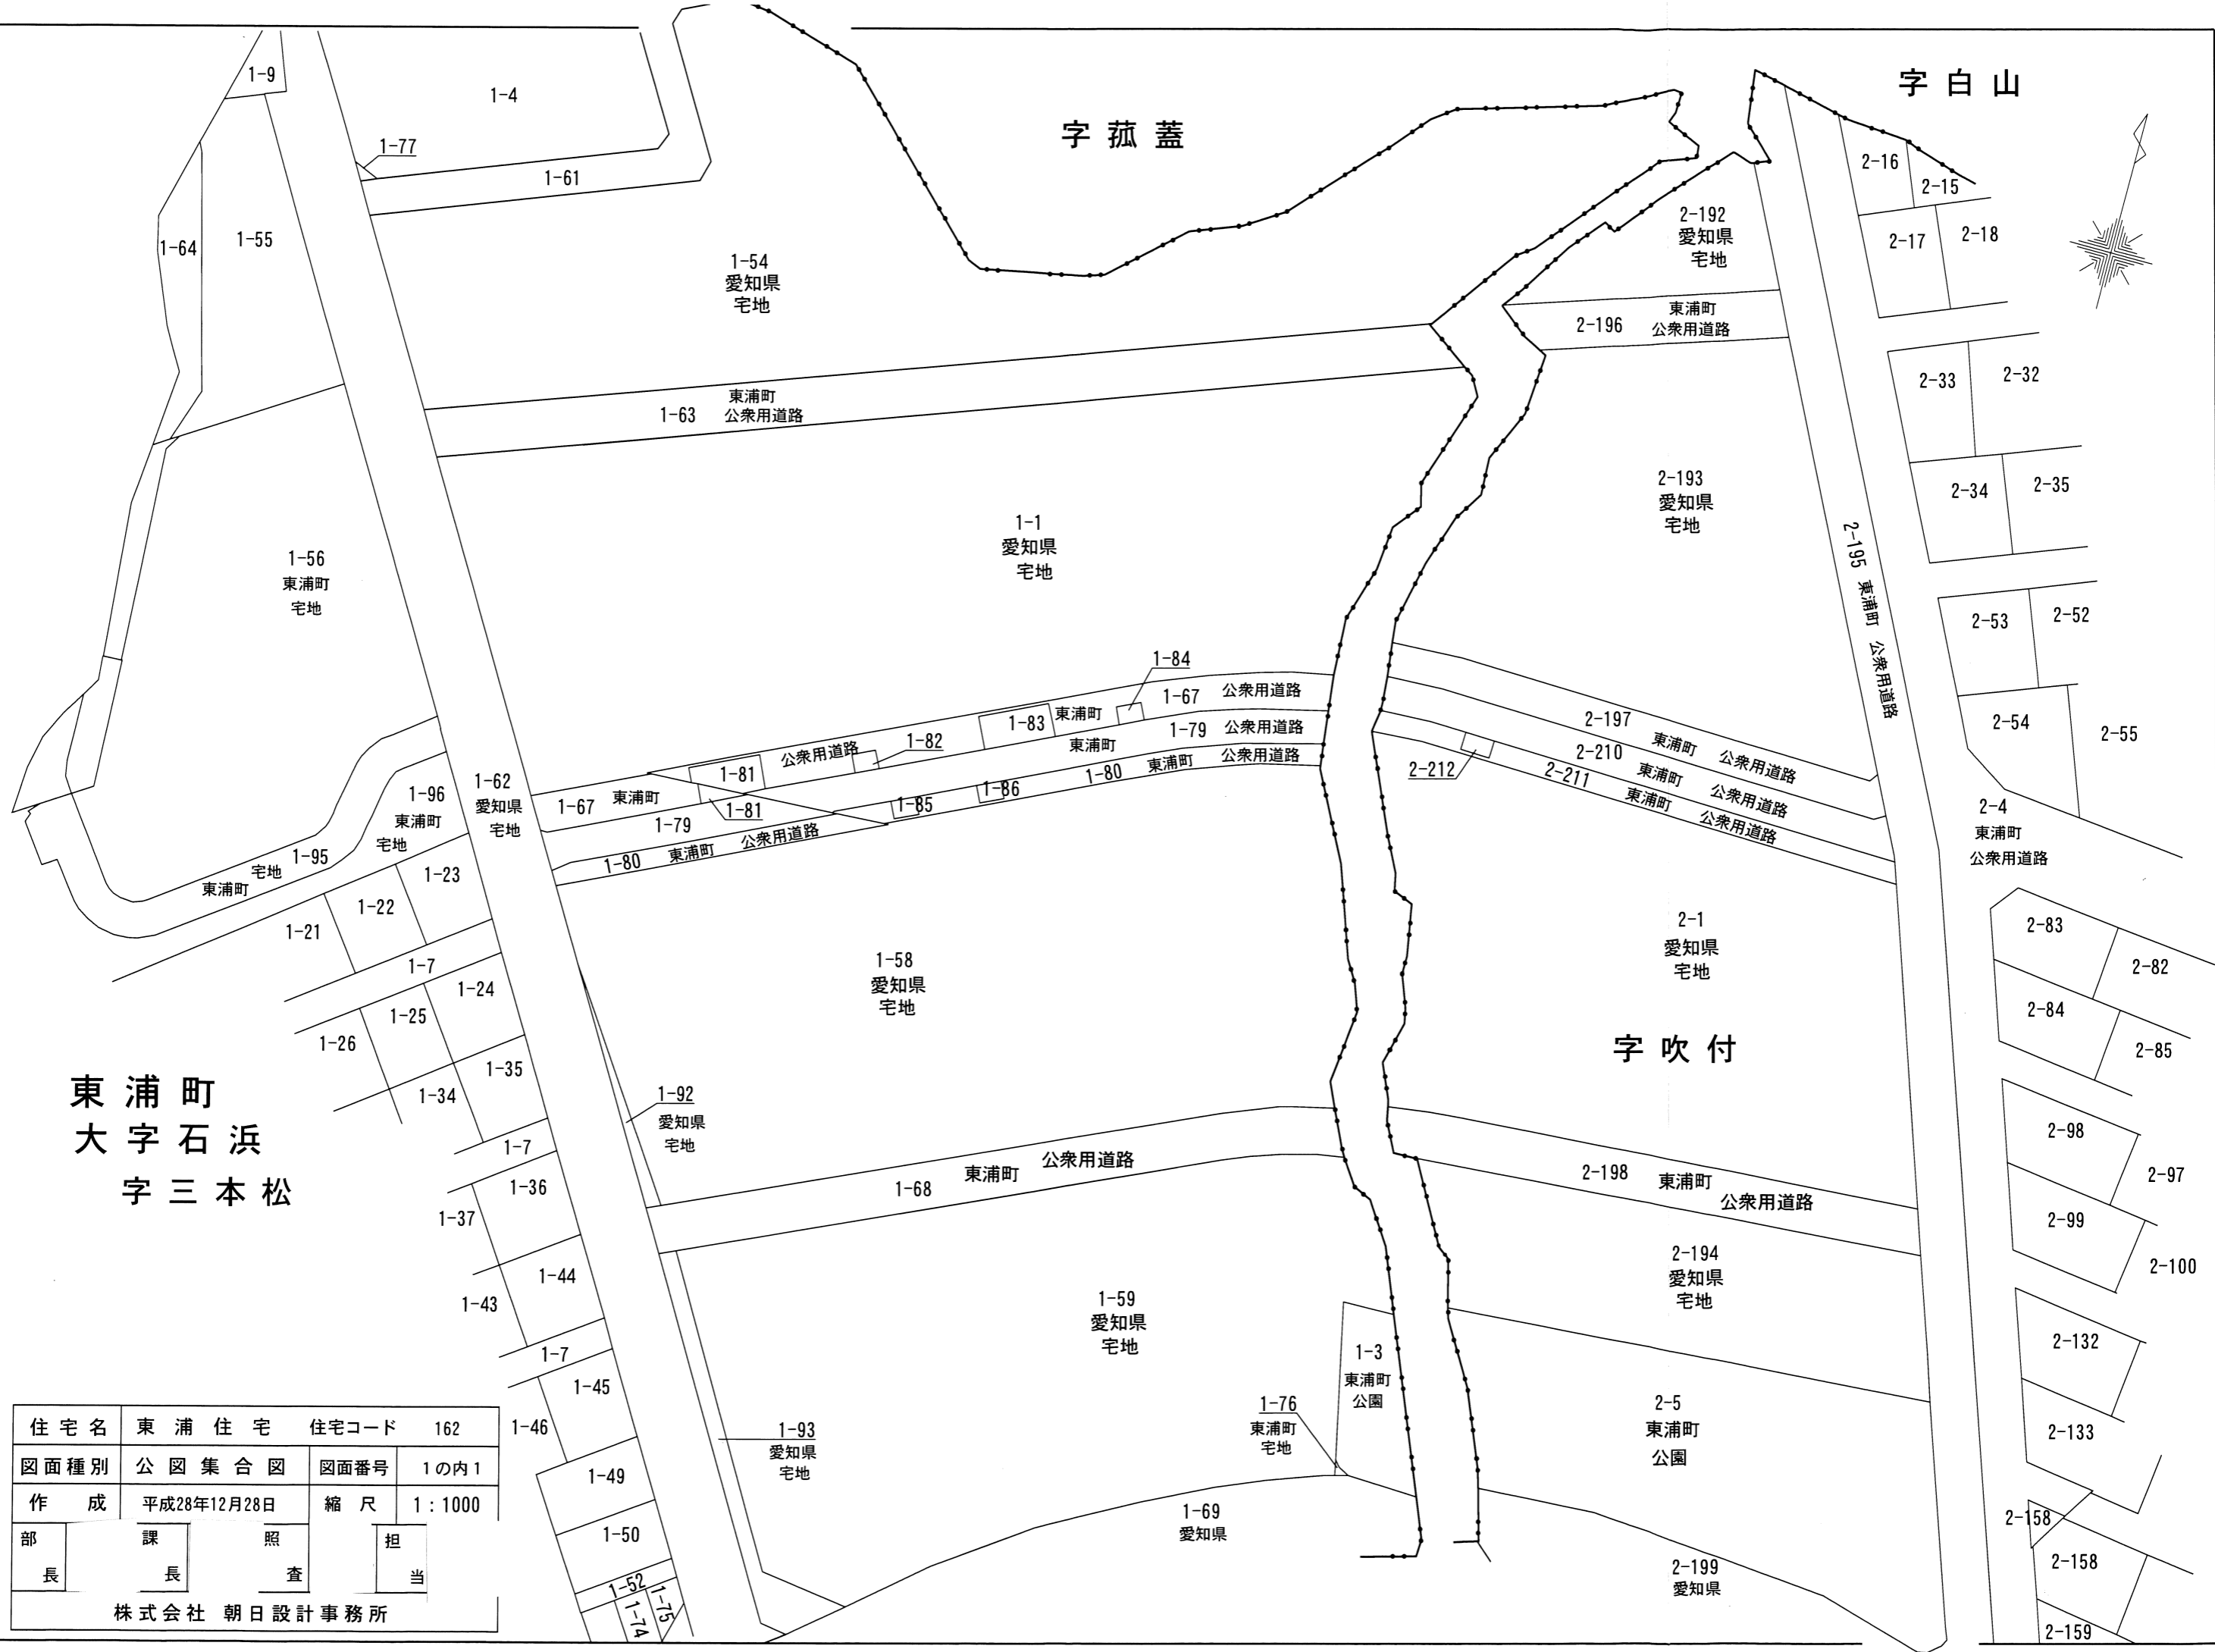 字菰蓋
字白山
1-9
1-4
1-77
1-61
1-64
1-55
1-54
愛知県
宅地
2-192
愛知県
宅地
2-16
2-15
2-17
2-18
東浦町
2-196 公衆用道路
東浦町
1-63 公衆用道路
2-33
2-32
2-34
2-35
2-193
愛知県
宅地
1-1
愛知県
宅地
1-56
東浦町
宅地
2-195 東浦町 公衆用道路
2-53
2-52
2-54
2-55
1-84
1-67 公衆用道路
1-83 東浦町
1-79 公衆用道路
東浦町
1-82
公衆用道路
1-81
1-81
1-67 東浦町
1-80 東浦町 公衆用道路
1-86
1-85
1-79
1-80 東浦町 公衆用道路
2-197 東浦町 公衆用道路
2-210 東浦町 公衆用道路
2-211 東浦町 公衆用道路
2-212
1-62
愛知県
宅地
1-96
東浦町
宅地
1-95 宅地
東浦町
2-4
東浦町
公衆用道路
1-23
1-22
1-21
1-7
1-24
1-25
1-26
1-35
1-34
1-7
1-36
1-37
1-44
1-43
1-7
1-45
1-46
1-49
1-50
1-52
1-74
1-75
1-58
愛知県
宅地
2-1
愛知県
宅地
字吹付
2-83
2-82
2-84
2-85
2-98
2-97
2-99
2-100
2-132
2-133
2-158
2-158
2-159
東浦町
大字石浜
字三本松
1-92
愛知県
宅地
1-68 東浦町 公衆用道路
2-198 東浦町 公衆用道路
2-194
愛知県
宅地
1-59
愛知県
宅地
1-3
東浦町
公園
1-76
東浦町
宅地
2-5
東浦町
公園
1-93
愛知県
宅地
1-69
愛知県
2-199
愛知県
住宅名 東浦住宅 住宅コード 162
図面種別 公図集合図 図面番号 1の内1
作成 平成28年12月28日 縮尺 1:1000
部長 課長 照査 担当
株式会社 朝日設計事務所